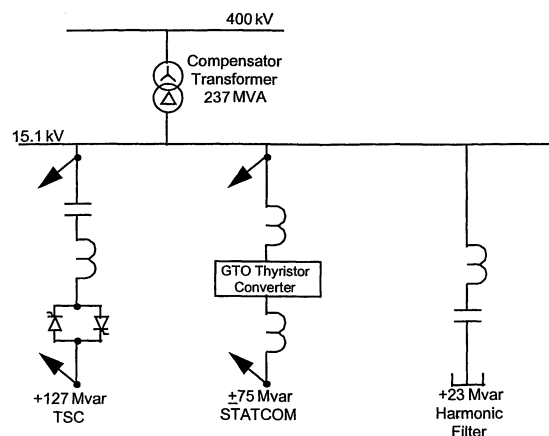 400 kV
Compensator
Transformer
237 MVA
15.1 kV
GTO Thyristor
Converter
+127 Mvar
TSC
±75 Mvar
STATCOM
+23 Mvar
Harmonic
Filter